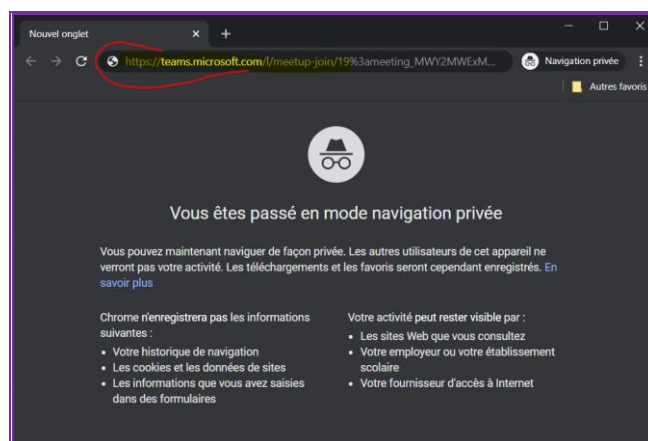 Nouvel onglet
https://teams.microsoft.com/l/meetup-join/19%3ameeting_MWY2MWExM...
Navigation privée
Autres favoris
Vous êtes passé en mode navigation privée
Vous pouvez maintenant naviguer de façon privée. Les autres utilisateurs de cet appareil ne
verront pas votre activité. Les téléchargements et les favoris seront cependant enregistrés. En
savoir plus
Chrome n'enregistrera pas les informations
suivantes :
• Votre historique de navigation
• Les cookies et les données de sites
• Les informations que vous avez saisies
dans des formulaires
Votre activité peut rester visible par :
• Les sites Web que vous consultez
• Votre employeur ou votre établissement
scolaire
• Votre fournisseur d'accès à Internet